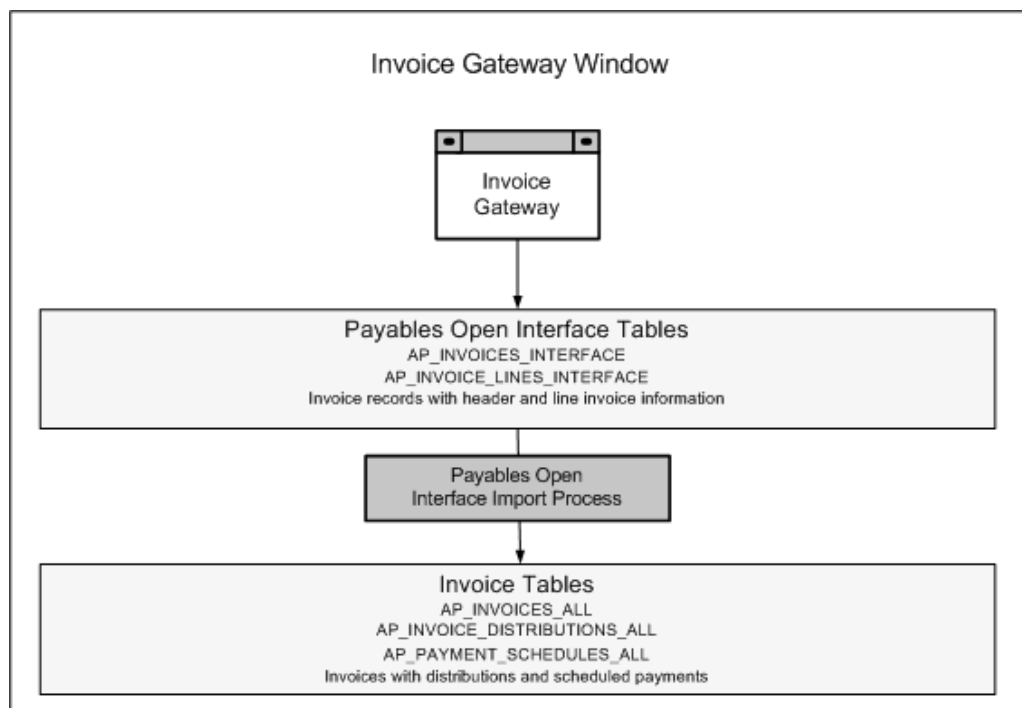 Invoice Gateway Window
Invoice
Gateway
Payables Open Interface Tables
AP_INVOICES_INTERFACE
AP_INVOICE_LINES_INTERFACE
Invoice records with header and line invoice information
Payables Open
Interface Import Process
Invoice Tables
AP_INVOICES_ALL
AP_INVOICE_DISTRIBUTIONS_ALL
AP_PAYMENT_SCHEDULES_ALL
Invoices with distributions and scheduled payments